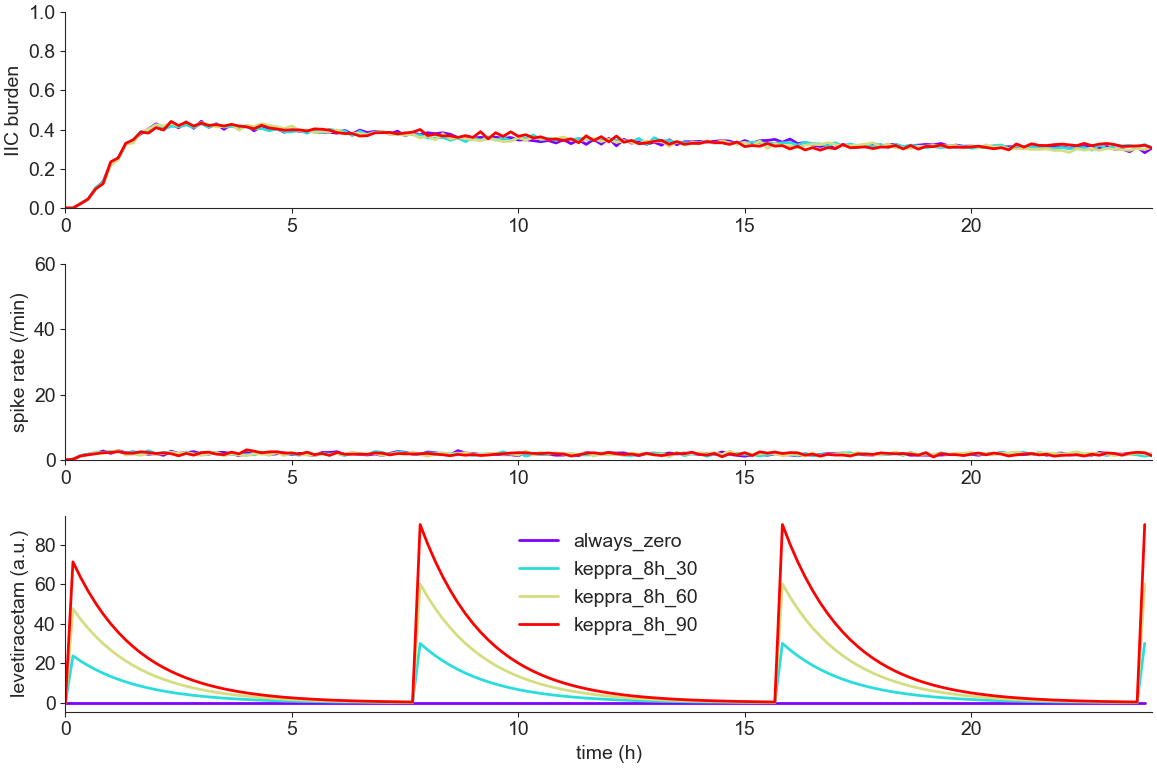 IIC burden
1.0
0.8
0.6
0.4
0.2
0.0
0 5 10 15 20
spike rate (/min)
60
40
20
0
0 5 10 15 20
levetiracetam (a.u.)
80
60
40
20
0
always_zero
keppra_8h_30
keppra_8h_60
keppra_8h_90
0 5 10 15 20
time (h)